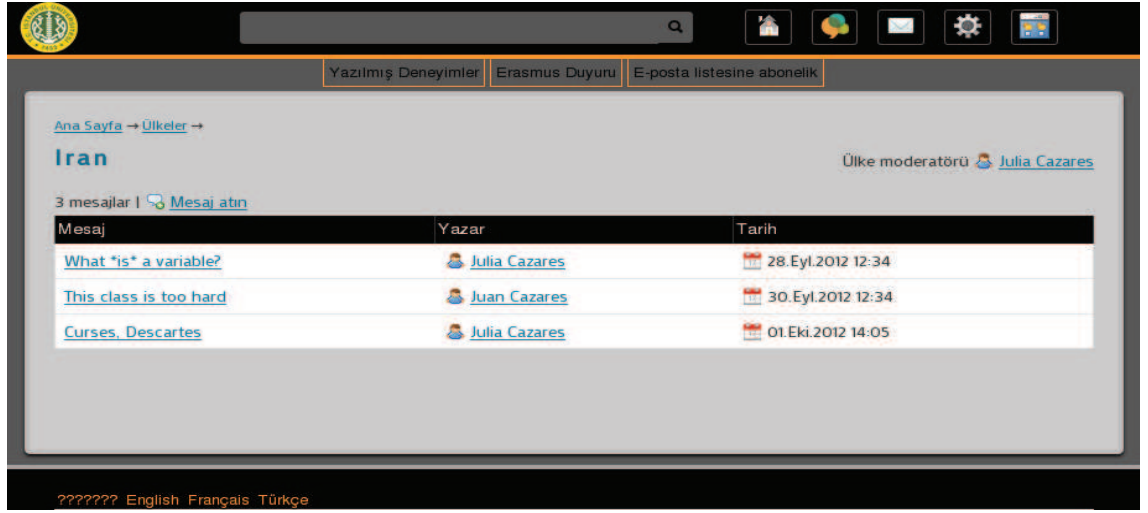 Yazılmış Deneyimler Erasmus Duyuru E-posta listesine abonelik
Ana Sayfa → Ülkeler →
Iran
Ülke moderatörü Julia Cazares
3 mesajlar | Mesaj atın
Mesaj Yazar Tarih
What *is* a variable? Julia Cazares 28.Eyl.2012 12:34
This class is too hard Juan Cazares 30.Eyl.2012 12:34
Curses, Descartes Julia Cazares 01.Eki.2012 14:05
??????? English Français Türkçe